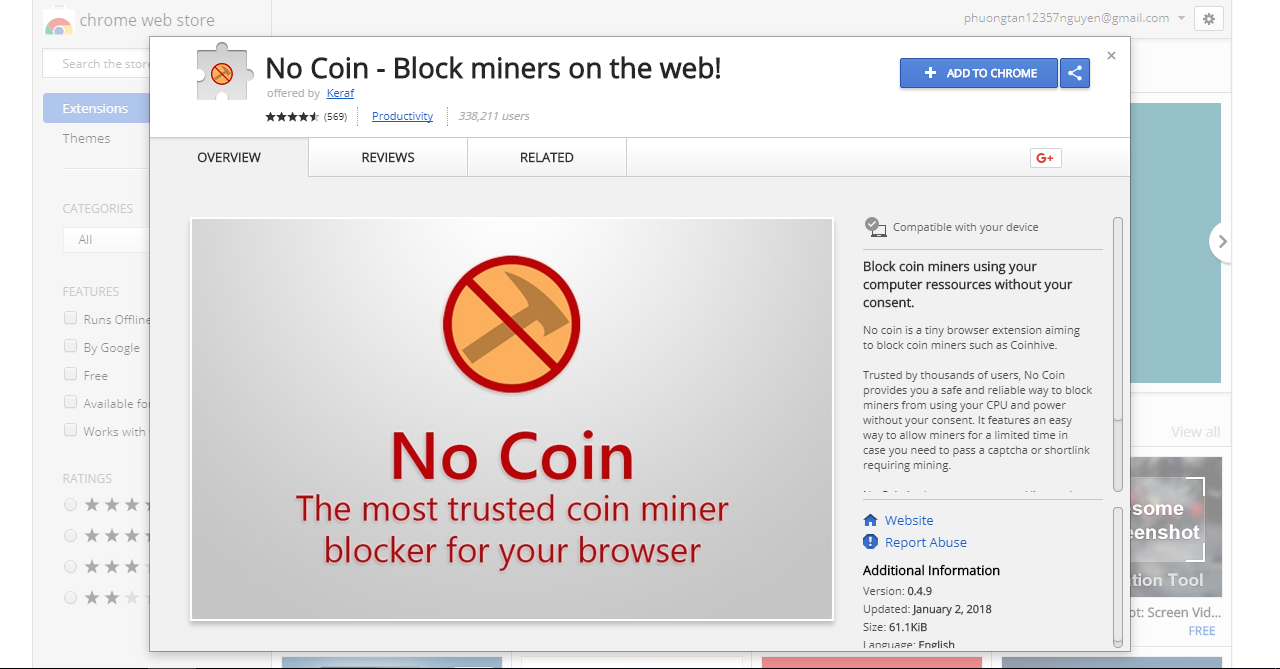 chrome web store
phuongtan12357nguyen@gmail.com
Search the store
Extensions
Themes
CATEGORIES
All
FEATURES
Runs Offline
By Google
Free
Available for
Works with
RATINGS
No Coin - Block miners on the web!
offered by Keraf
(569)
Productivity
338,211 users
ADD TO CHROME
OVERVIEW
REVIEWS
RELATED
G+
No Coin
The most trusted coin miner
blocker for your browser
Compatible with your device
Block coin miners using your
computer ressources without your
consent.
No coin is a tiny browser extension aiming
to block coin miners such as Coinhive.
Trusted by thousands of users, No Coin
provides you a safe and reliable way to block
miners from using your CPU and power
without your consent. It features an easy
way to allow miners for a limited time in
case you need to pass a captcha or shortlink
requiring mining.
Website
Report Abuse
Additional Information
Version: 0.4.9
Updated: January 2, 2018
Size: 61.1KiB
Language: English
View all
some
enshot
tion Tool
ot: Screen Vid...
FREE